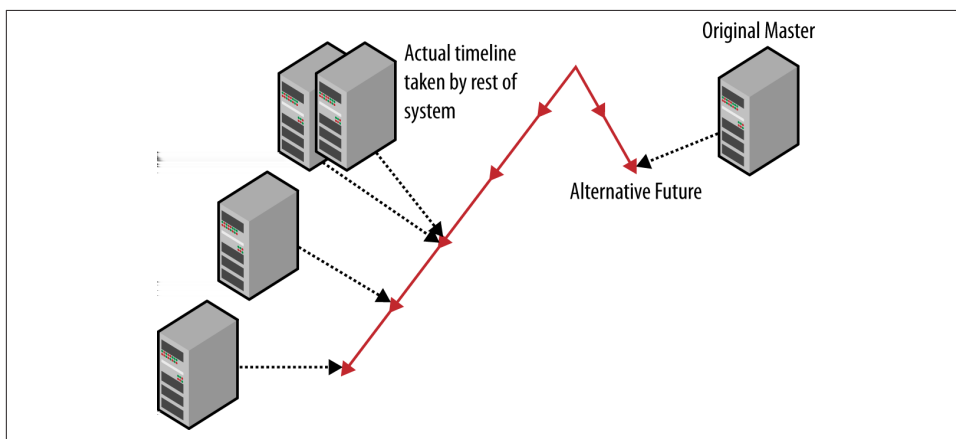 Original Master
Actual timeline
taken by rest of
system
Alternative Future